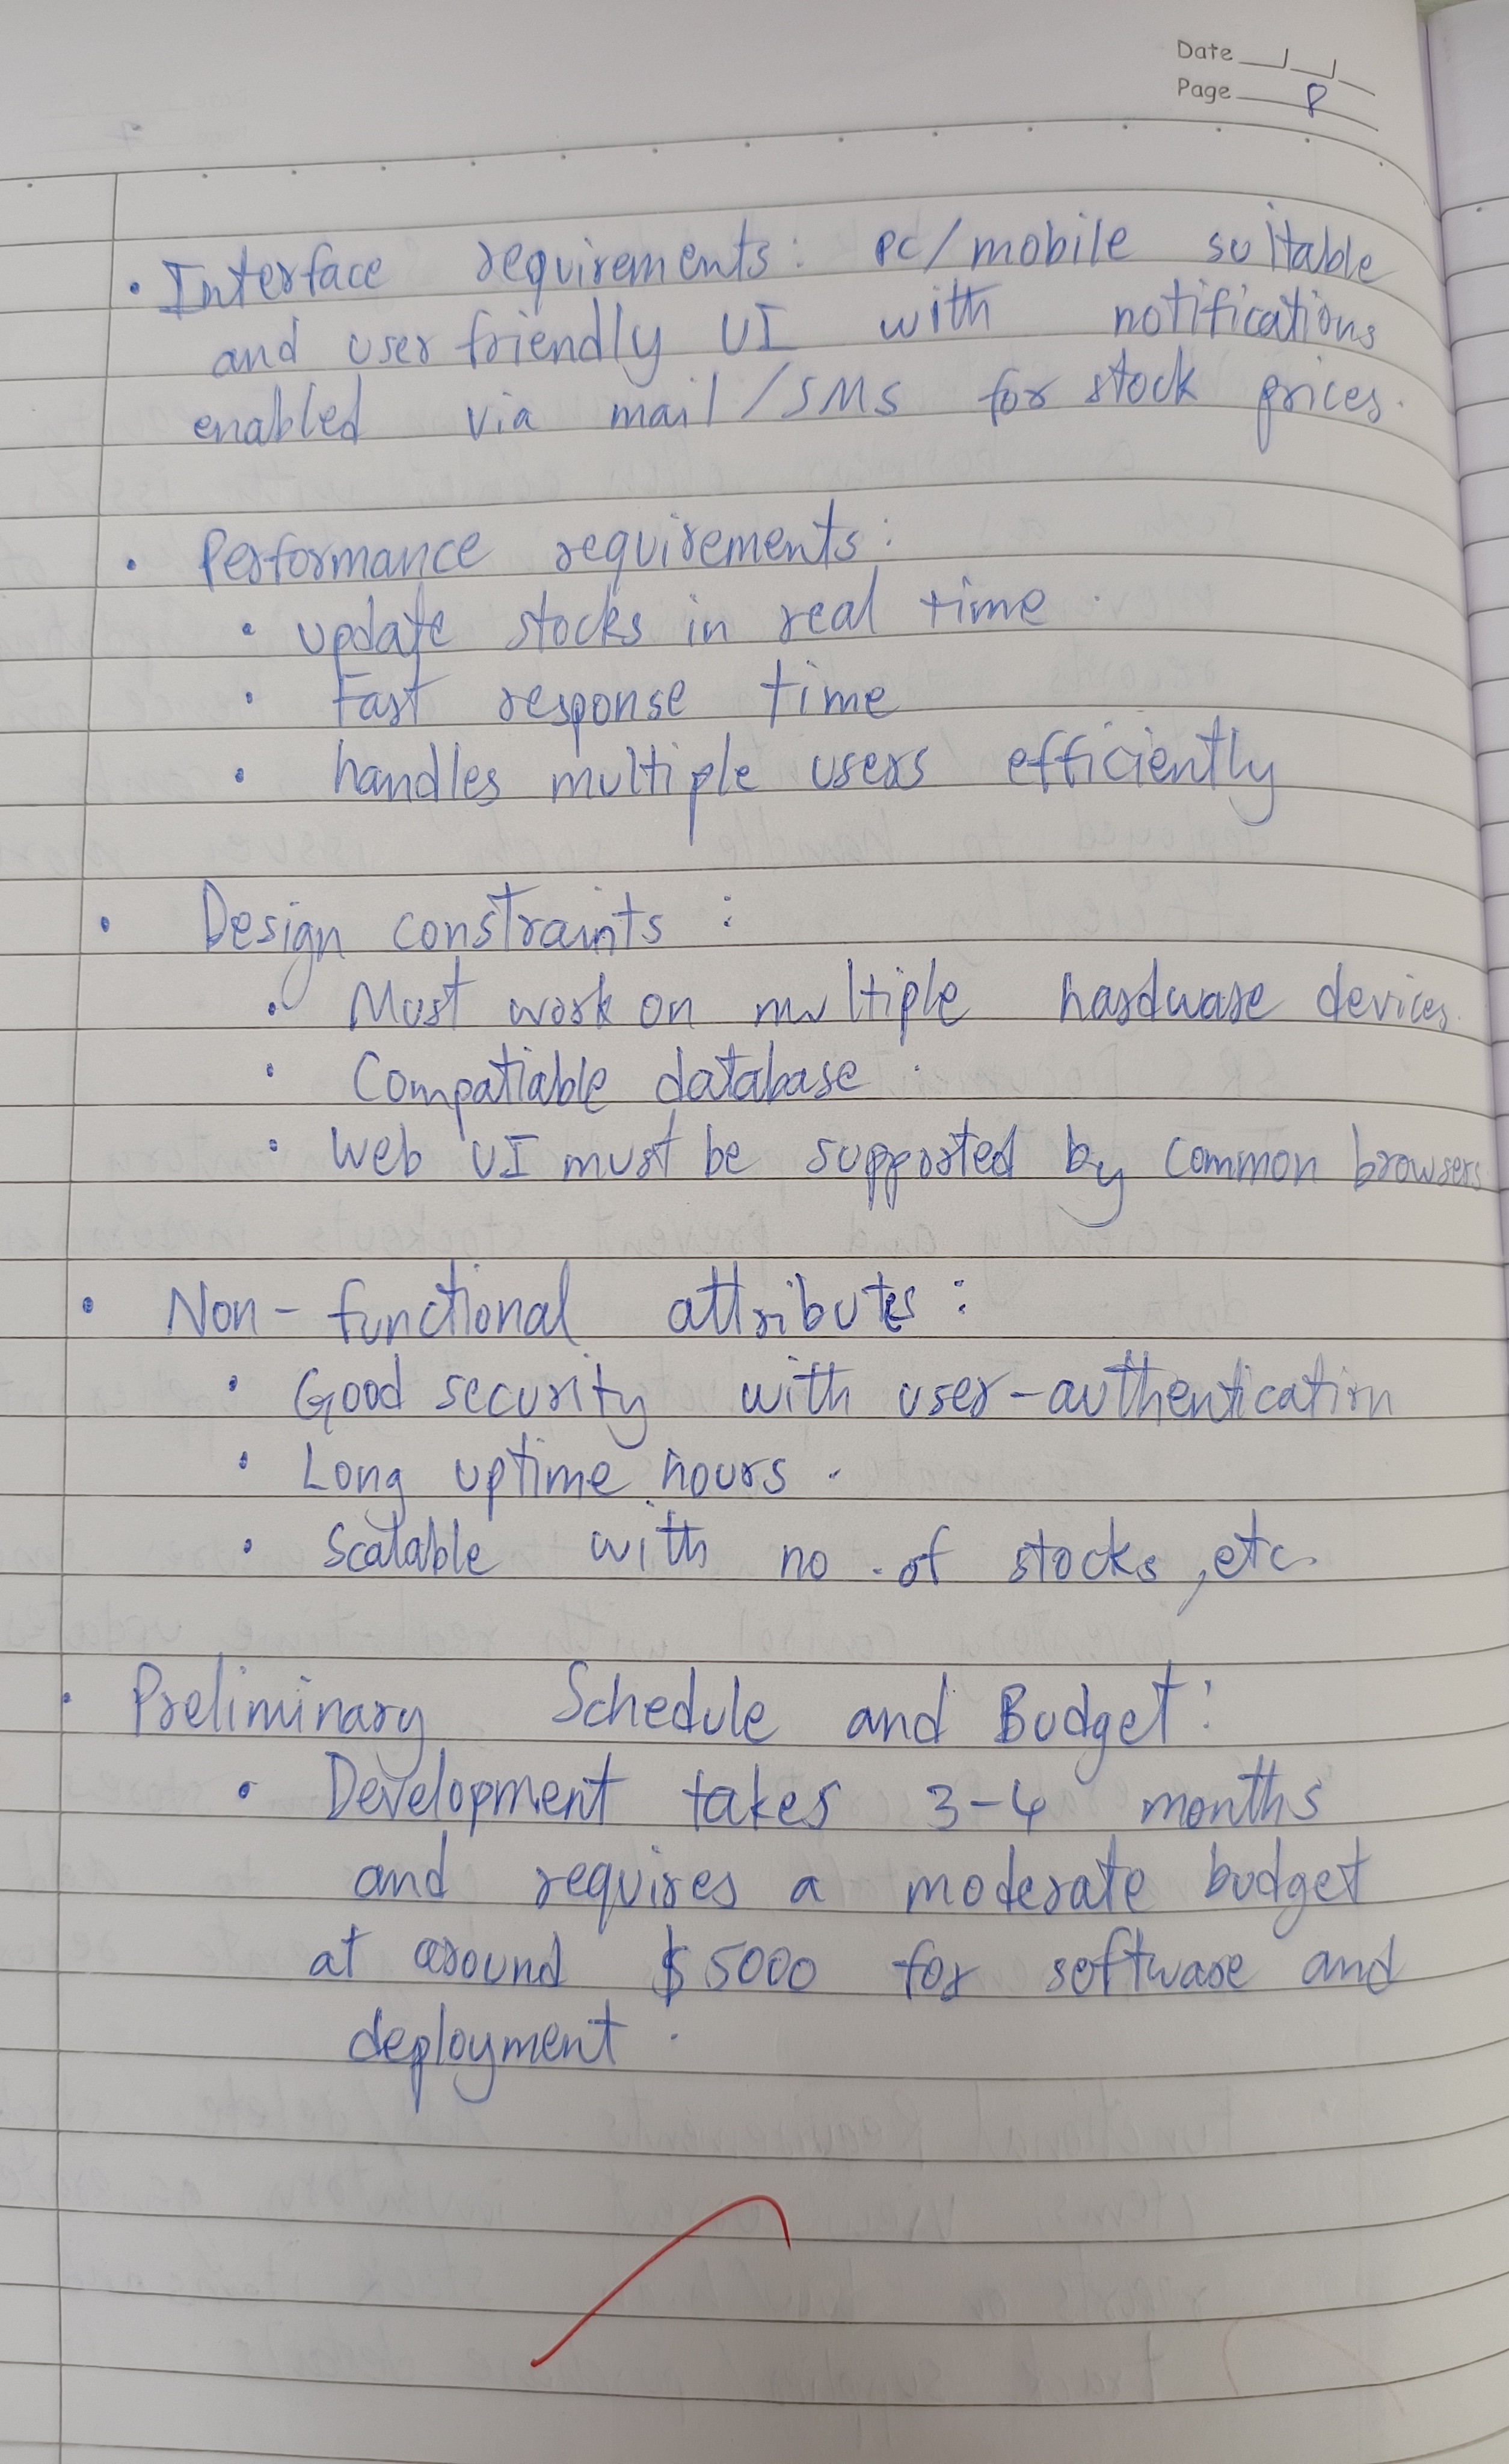 Date
Page 8
• Interface requirements: pc/mobile suitable
and user friendly UI with notifications
enabled via mail/SMS for stock prices.
• Performance requirements:
• update stocks in real time.
• Fast response time
• handles multiple users efficiently
• Design constraints:
• Must work on multiple hardware devices.
• Compatiable database.
• Web UI must be supported by common browsers
• Non-functional attributes:
• Good security with user-authentication
• Long uptime hours.
• Scalable with no. of stocks, etc.
• Preliminary Schedule and Budget:
• Development takes 3-4 months
and requires a moderate budget
at around $5000 for software and
deployment.